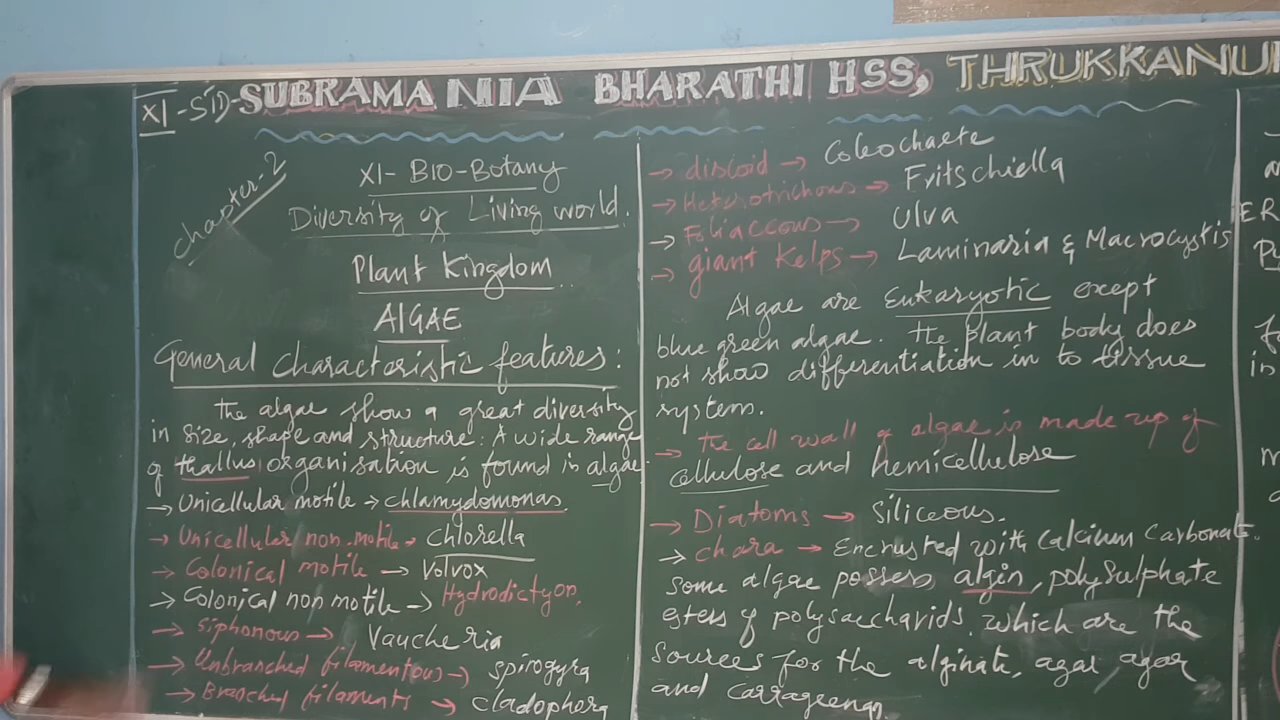 XI-STD-SUBRAMANIA BHARATHI HSS, THRUKKANU
chapter-2
XI-BIO-Botany
Diversity of Living world.
Plant Kingdom
AlGAE
General characteristic features:
the algae show a great diversity
in size, shape and structure: A wide range
of thallus organisation is found in algae.
→ Unicellular motile → chlamydomonas
→ Unicellular non-motile → chlorella
→ Colonical motile → Volvox
→ Colonical non motile → Hydrodictyon,
→ Siphonous → Vaucheria
→ Unbranched filamentous → spirogyra
→ Branched filaments → cladophora
→ discoid → Coleochaete
→ Heterotrichous → Fritschiella
→ Foliaccous → Ulva
→ giant Kelps → Laminaria & Macrocystis
Algae are Eukaryotic except
blue green algae. The plant body does
not show differentiation in to tissue
system.
→ The cell wall of algae is made up of
cellulose and hemicellulose
→ Diatoms → Siliceous.
→ chara → Encrusted with calcium Carbonat.
some algae possess algin, polysulphate
esters of polysaccharids, which are the
sources for the alginate, agar agar
and carrageenan
ER
in